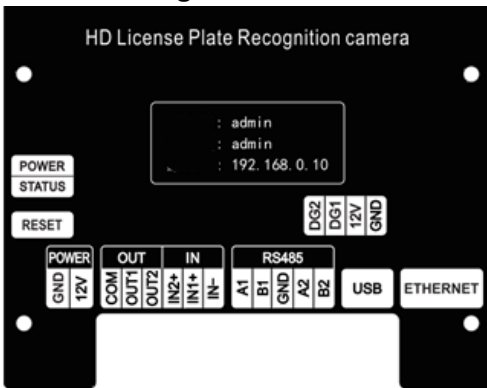 HD License Plate Recognition camera
: admin
: admin
: 192.168.0.10
POWER
STATUS
RESET
DG2 DG1 12V GND
POWER OUT IN RS485
GND 12V COM OUT1 OUT2 IN2+ IN1+ IN- A1 B1 GND A2 B2 USB ETHERNET